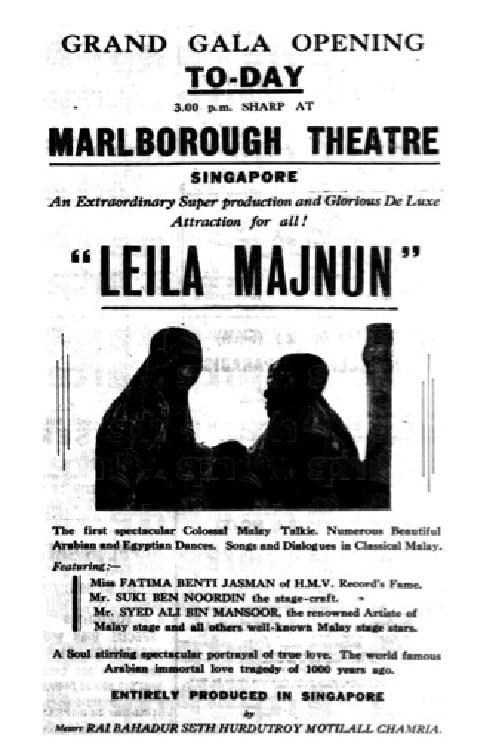 GRAND GALA OPENING
TO-DAY
3.00 p.m. SHARP AT
MARLBOROUGH THEATRE
SINGAPORE
An Extraordinary Super production and Glorious De Luxe
Attraction for all!
"LEILA MAJNUN"
The first spectacular Colossal Malay Talkie. Numerous Beautiful
Arabian and Egyptian Dances. Songs and Dialogues in Classical Malay.
Featuring:—
Miss FATIMA BENTI JASMAN of H.M.V. Record's Fame.
Mr. SUKI BEN NOORDIN the stage-craft.
Mr. SYED ALI BIN MANSOOR, the renowned Artiste of
Malay stage and all others well-known Malay stage stars.
A Soul stirring spectacular portrayal of true love. The world famous
Arabian immortal love tragedy of 1000 years ago.
ENTIRELY PRODUCED IN SINGAPORE
by
RAI BAHADUR SETH HURDUTROY MOTILALL CHAMRIA.